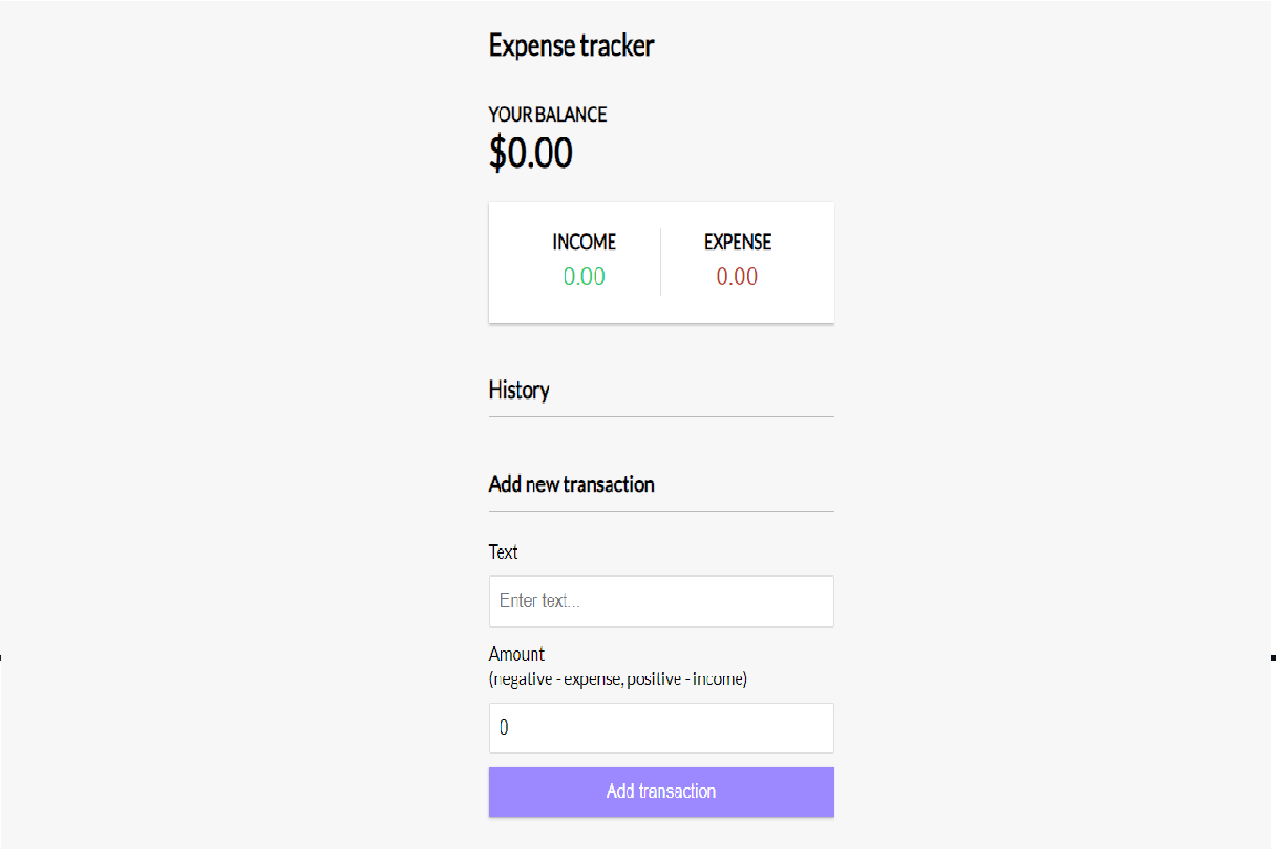 Expense tracker
YOUR BALANCE
$0.00
INCOME EXPENSE
0.00 0.00
History
Add new transaction
Text
Enter text...
Amount
(negative - expense, positive - income)
0
Add transaction